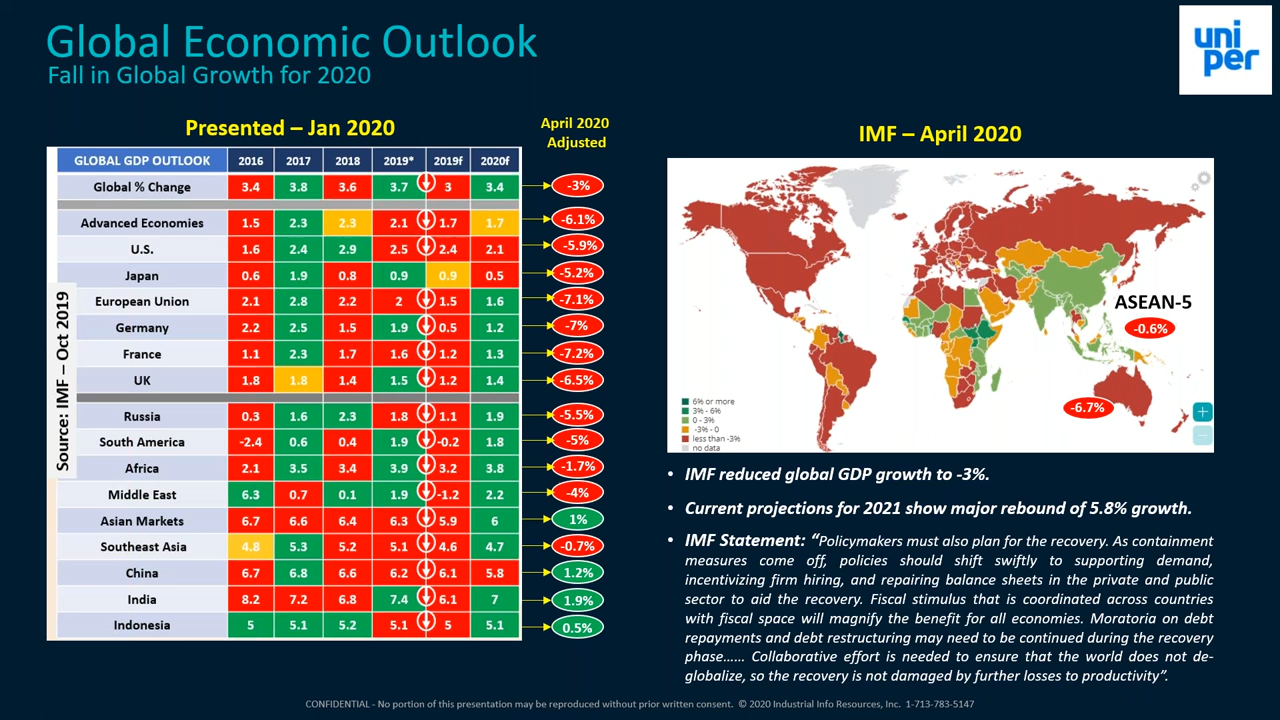 Global Economic Outlook
Fall in Global Growth for 2020
uni
per
Presented – Jan 2020
April 2020
Adjusted
IMF – April 2020
Source: IMF – Oct 2019
GLOBAL GDP OUTLOOK 2016 2017 2018 2019* 2019f 2020f
Global % Change 3.4 3.8 3.6 3.7 3 3.4 -3%
Advanced Economies 1.5 2.3 2.3 2.1 1.7 1.7 -6.1%
U.S. 1.6 2.4 2.9 2.5 2.4 2.1 -5.9%
Japan 0.6 1.9 0.8 0.9 0.9 0.5 -5.2%
European Union 2.1 2.8 2.2 2 1.5 1.6 -7.1%
Germany 2.2 2.5 1.5 1.9 0.5 1.2 -7%
France 1.1 2.3 1.7 1.6 1.2 1.3 -7.2%
UK 1.8 1.8 1.4 1.5 1.2 1.4 -6.5%
Russia 0.3 1.6 2.3 1.8 1.1 1.9 -5.5%
South America -2.4 0.6 0.4 1.9 -0.2 1.8 -5%
Africa 2.1 3.5 3.4 3.9 3.2 3.8 -1.7%
Middle East 6.3 0.7 0.1 1.9 -1.2 2.2 -4%
Asian Markets 6.7 6.6 6.4 6.3 5.9 6 1%
Southeast Asia 4.8 5.3 5.2 5.1 4.6 4.7 -0.7%
China 6.7 6.8 6.6 6.2 6.1 5.8 1.2%
India 8.2 7.2 6.8 7.4 6.1 7 1.9%
Indonesia 5 5.1 5.2 5.1 5 5.1 0.5%
ASEAN-5
-0.6%
-6.7%
6% or more
3% - 6%
0 - 3%
-3% - 0
less than -3%
no data
+
−
• IMF reduced global GDP growth to -3%.
• Current projections for 2021 show major rebound of 5.8% growth.
• IMF Statement: “Policymakers must also plan for the recovery. As containment
measures come off, policies should shift swiftly to supporting demand,
incentivizing firm hiring, and repairing balance sheets in the private and public
sector to aid the recovery. Fiscal stimulus that is coordinated across countries
with fiscal space will magnify the benefit for all economies. Moratoria on debt
repayments and debt restructuring may need to be continued during the recovery
phase…... Collaborative effort is needed to ensure that the world does not de-
globalize, so the recovery is not damaged by further losses to productivity”.
CONFIDENTIAL - No portion of this presentation may be reproduced without prior written consent. © 2020 Industrial Info Resources, Inc. 1-713-783-5147